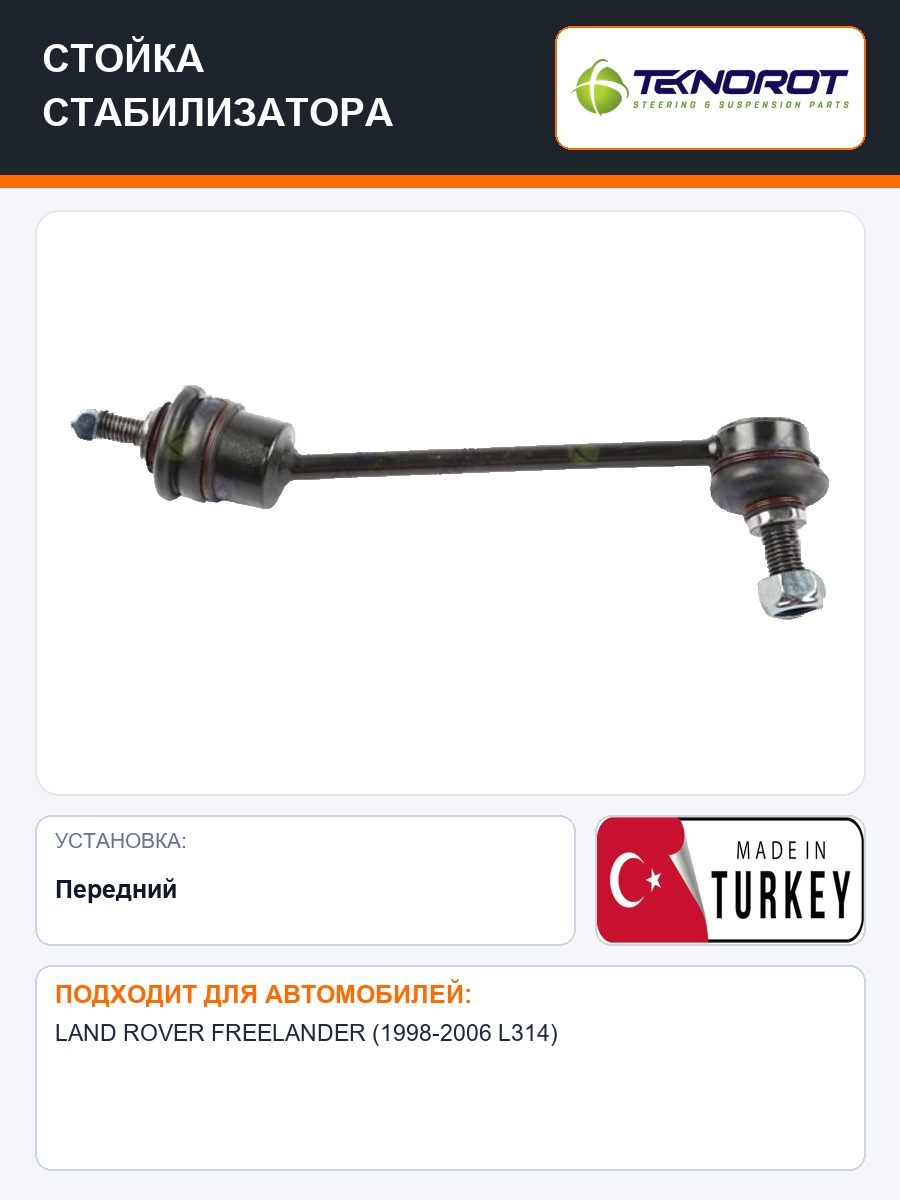 СТОЙКА
СТАБИЛИЗАТОРА
TEKNOROT
STEERING & SUSPENSION PARTS
УСТАНОВКА:
Передний
MADE IN
TURKEY
ПОДХОДИТ ДЛЯ АВТОМОБИЛЕЙ:
LAND ROVER FREELANDER (1998-2006 L314)